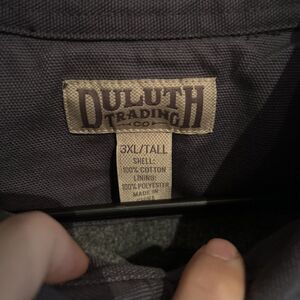 DULUTH
TRADING
CO
3XL/TALL
SHELL:
100% COTTON
LINING:
100% POLYESTER
MADE IN